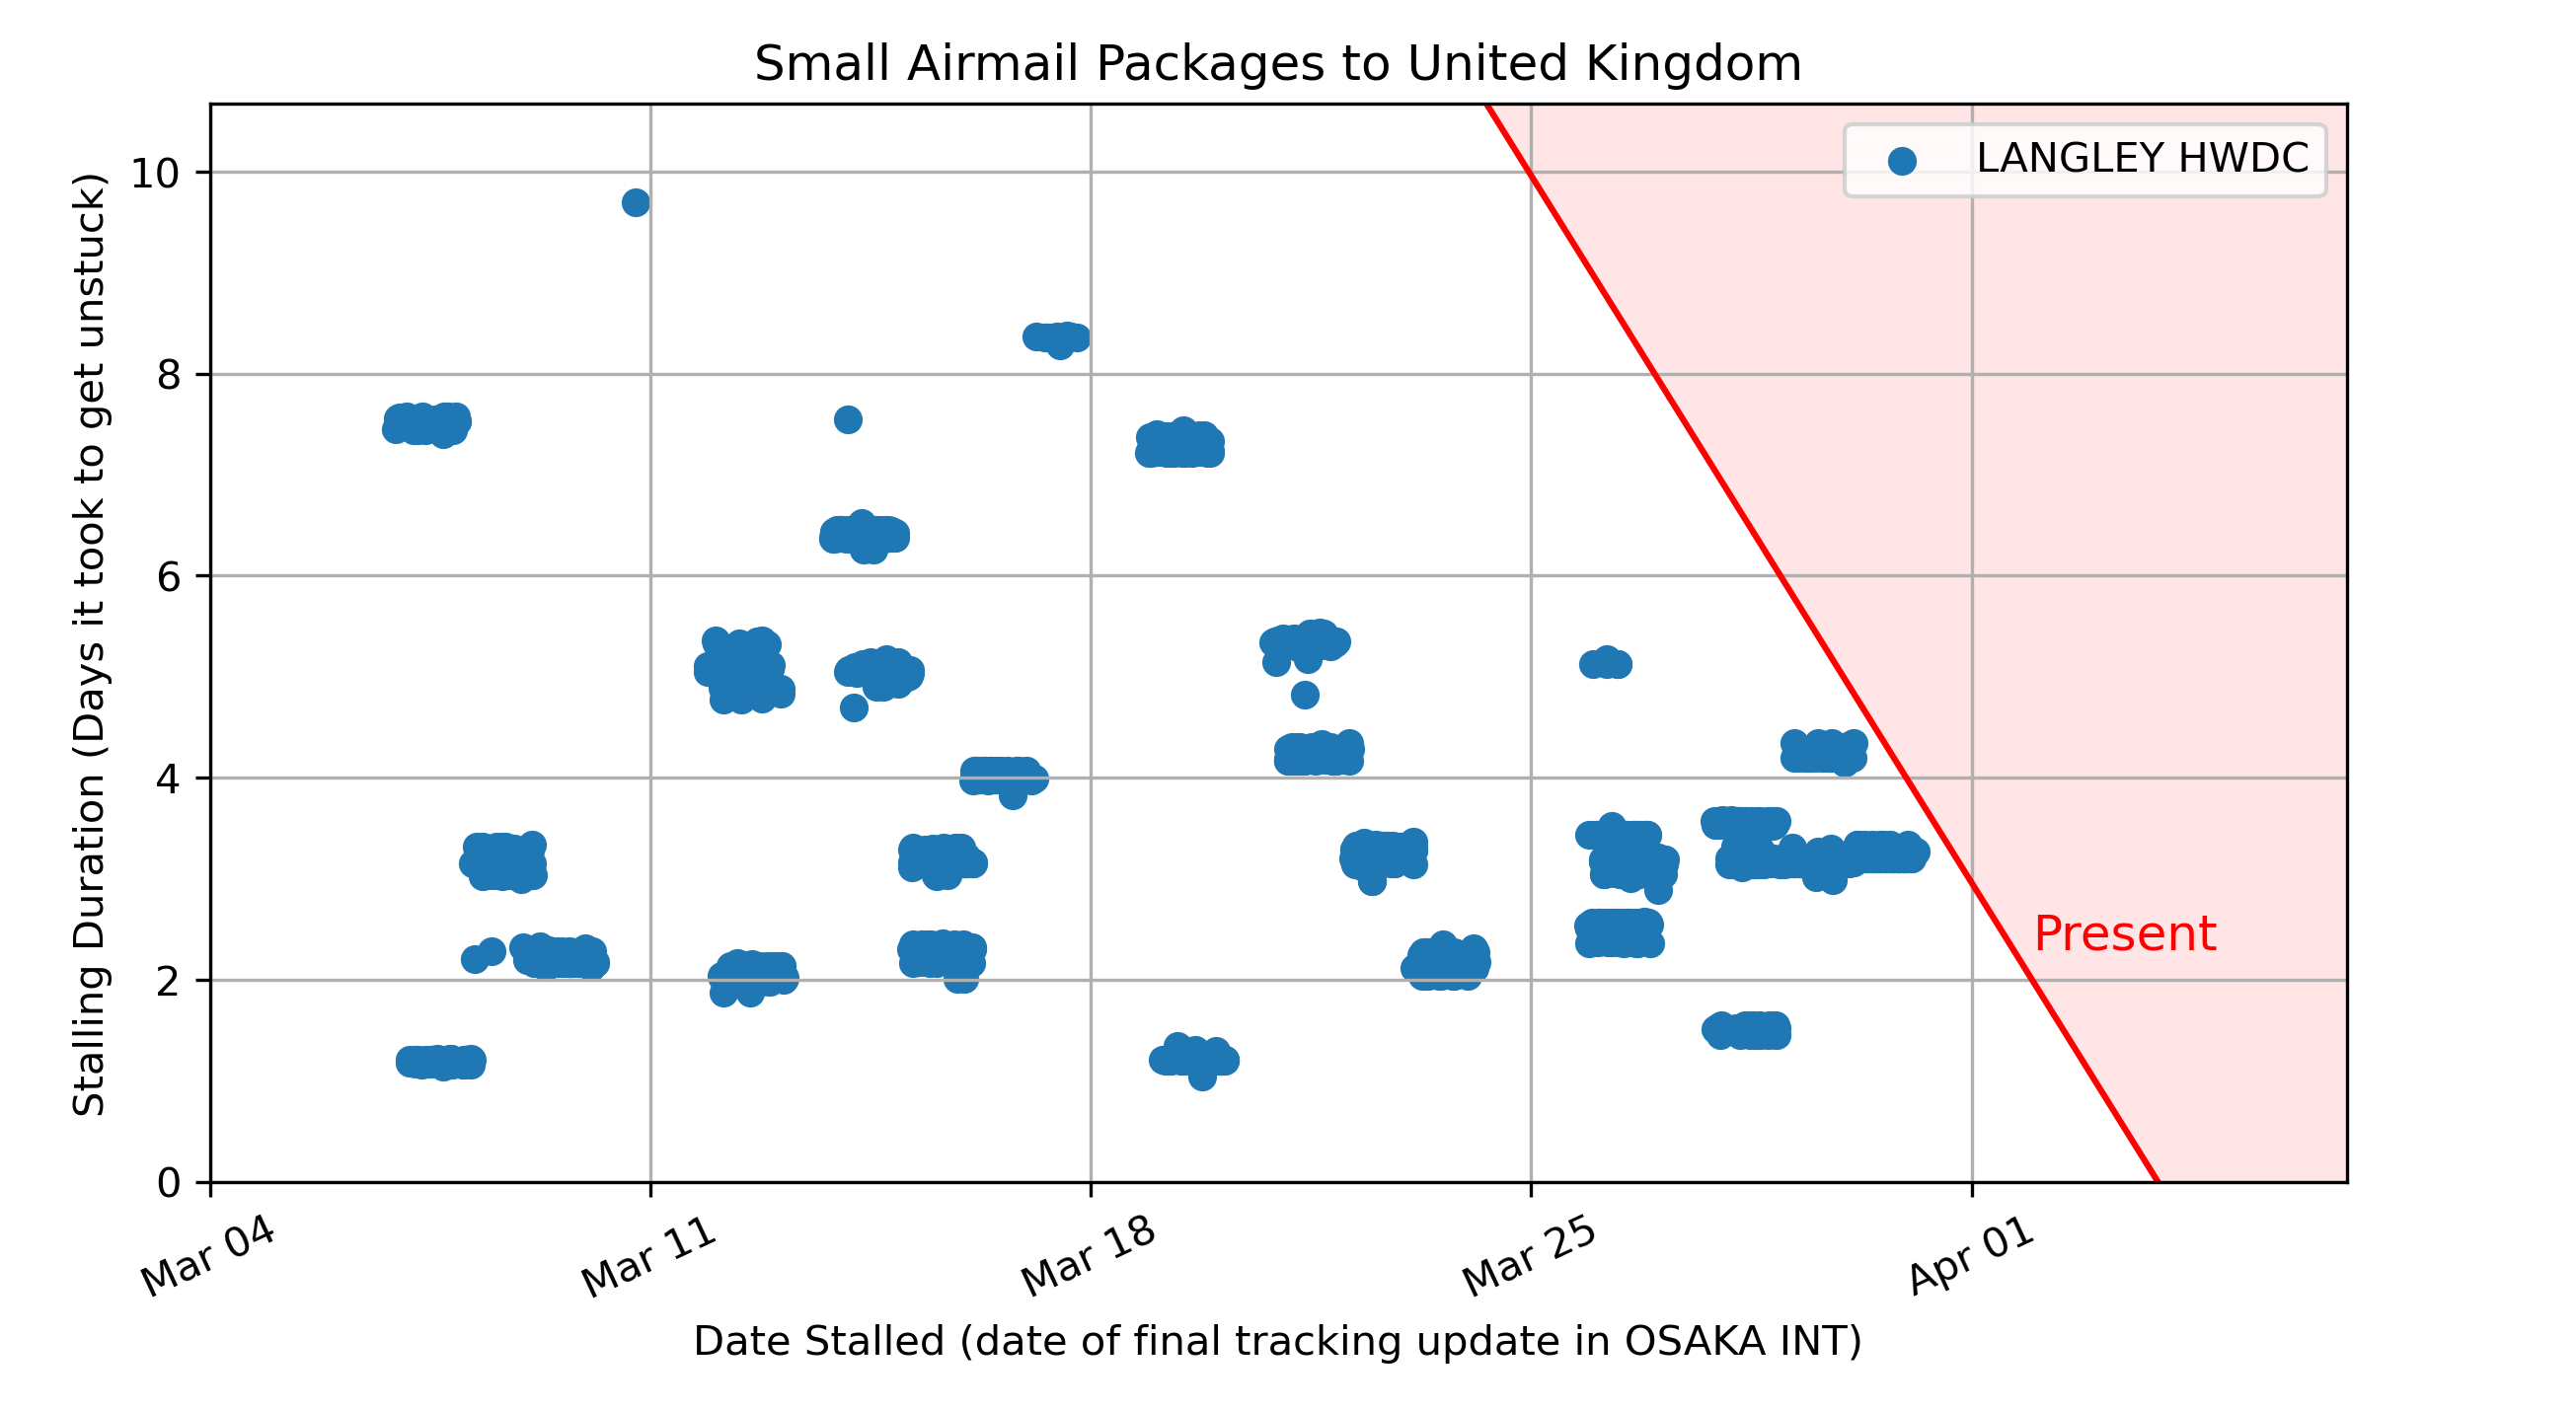 Small Airmail Packages to United Kingdom
LANGLEY HWDC
Stalling Duration (Days it took to get unstuck)
10
8
6
4
2
0
Present
Mar 04
Mar 11
Mar 18
Mar 25
Apr 01
Date Stalled (date of final tracking update in OSAKA INT)